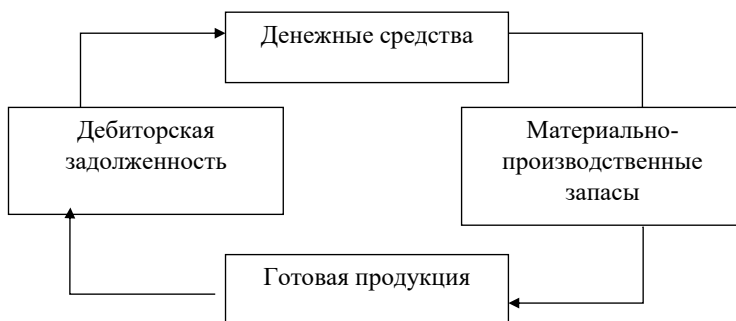 Денежные средства
Дебиторская
задолженность
Материально-
производственные
запасы
Готовая продукция